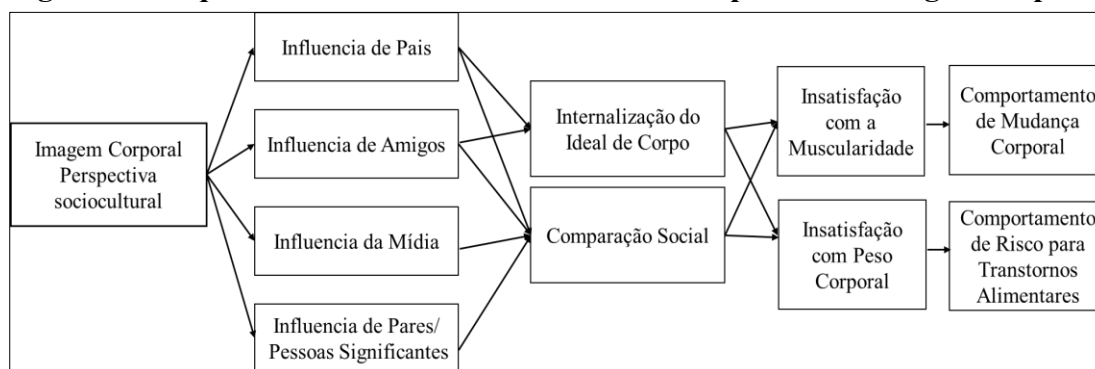 Influencia de Pais
Influencia de Amigos
Influencia da Mídia
Influencia de Pares/
Pessoas Significantes
Imagem Corporal
Perspectiva
sociocultural
Internalização do
Ideal de Corpo
Comparação Social
Insatisfação
com a
Muscularidade
Insatisfação
com Peso
Corporal
Comportamento
de Mudança
Corporal
Comportamento
de Risco para
Transtornos
Alimentares